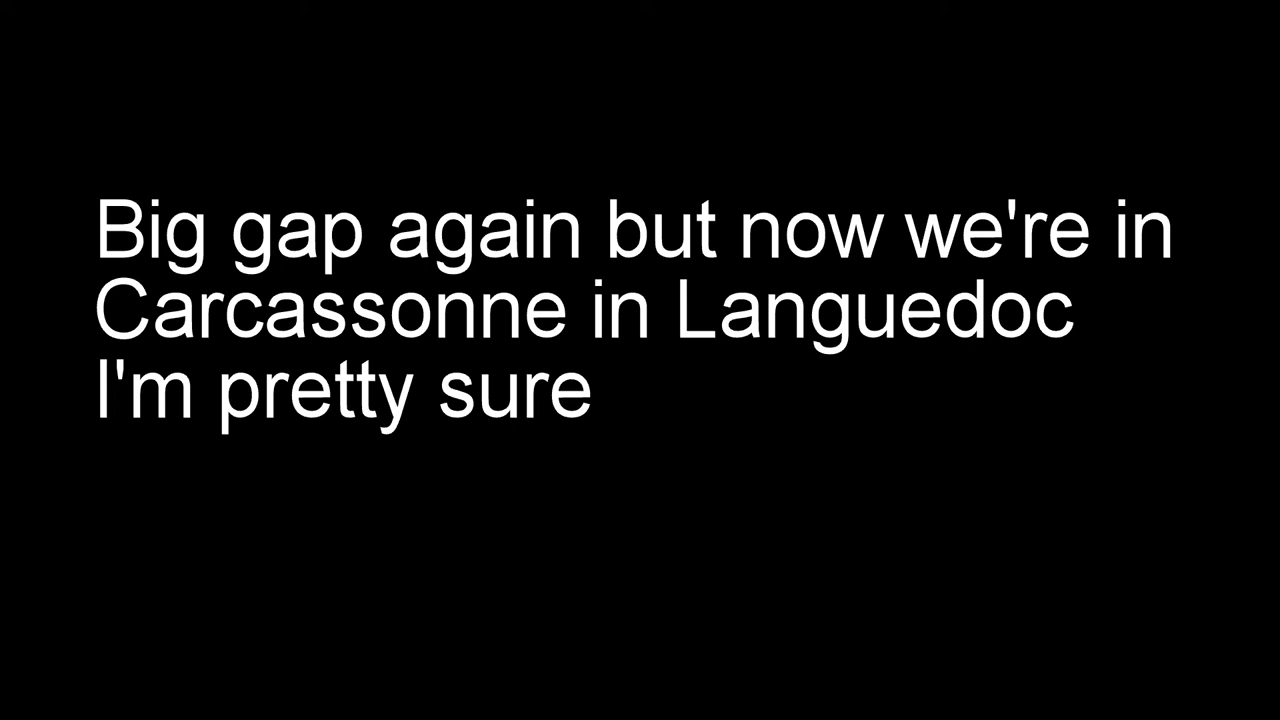 Big gap again but now we're in
Carcassonne in Languedoc
I'm pretty sure